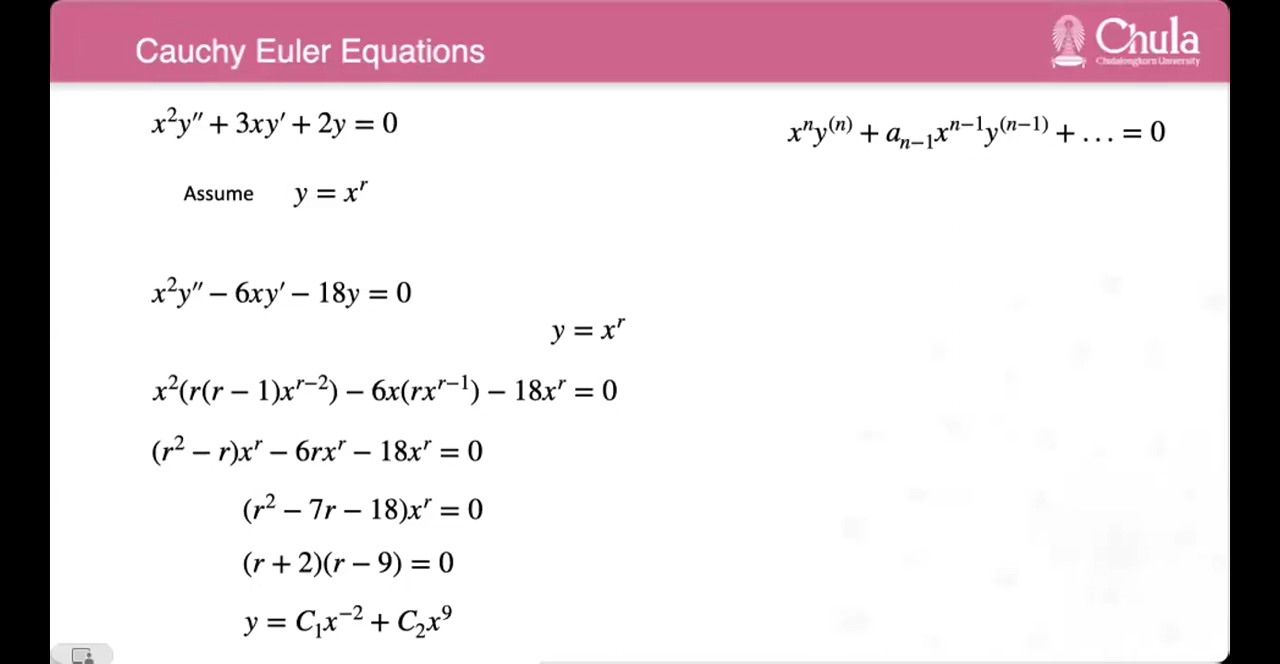 Cauchy Euler Equations
Chula
Chulalongkorn University
x²y″ + 3xy′ + 2y = 0
xⁿy⁽ⁿ⁾ + aₙ₋₁xⁿ⁻¹y⁽ⁿ⁻¹⁾ + … = 0
Assume y = xʳ
x²y″ − 6xy′ − 18y = 0
y = xʳ
x²(r(r − 1)xʳ⁻²) − 6x(rxʳ⁻¹) − 18xʳ = 0
(r² − r)xʳ − 6rxʳ − 18xʳ = 0
(r² − 7r − 18)xʳ = 0
(r + 2)(r − 9) = 0
y = C₁x⁻² + C₂x⁹